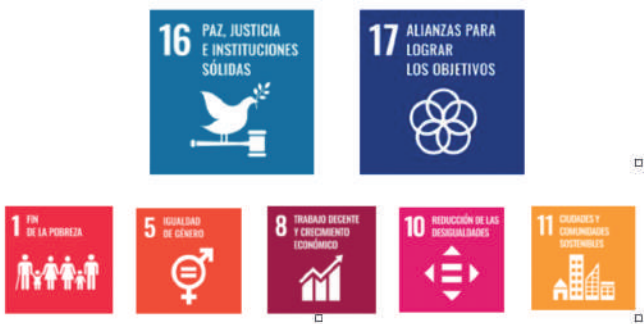 16 PAZ, JUSTICIA
E INSTITUCIONES
SÓLIDAS
17 ALIANZAS PARA
LOGRAR
LOS OBJETIVOS
1 FIN
DE LA POBREZA
5 IGUALDAD
DE GÉNERO
8 TRABAJO DECENTE
Y CRECIMIENTO
ECONÓMICO
10 REDUCCIÓN DE LAS
DESIGUALDADES
11 CIUDADES Y
COMUNIDADES
SOSTENIBLES